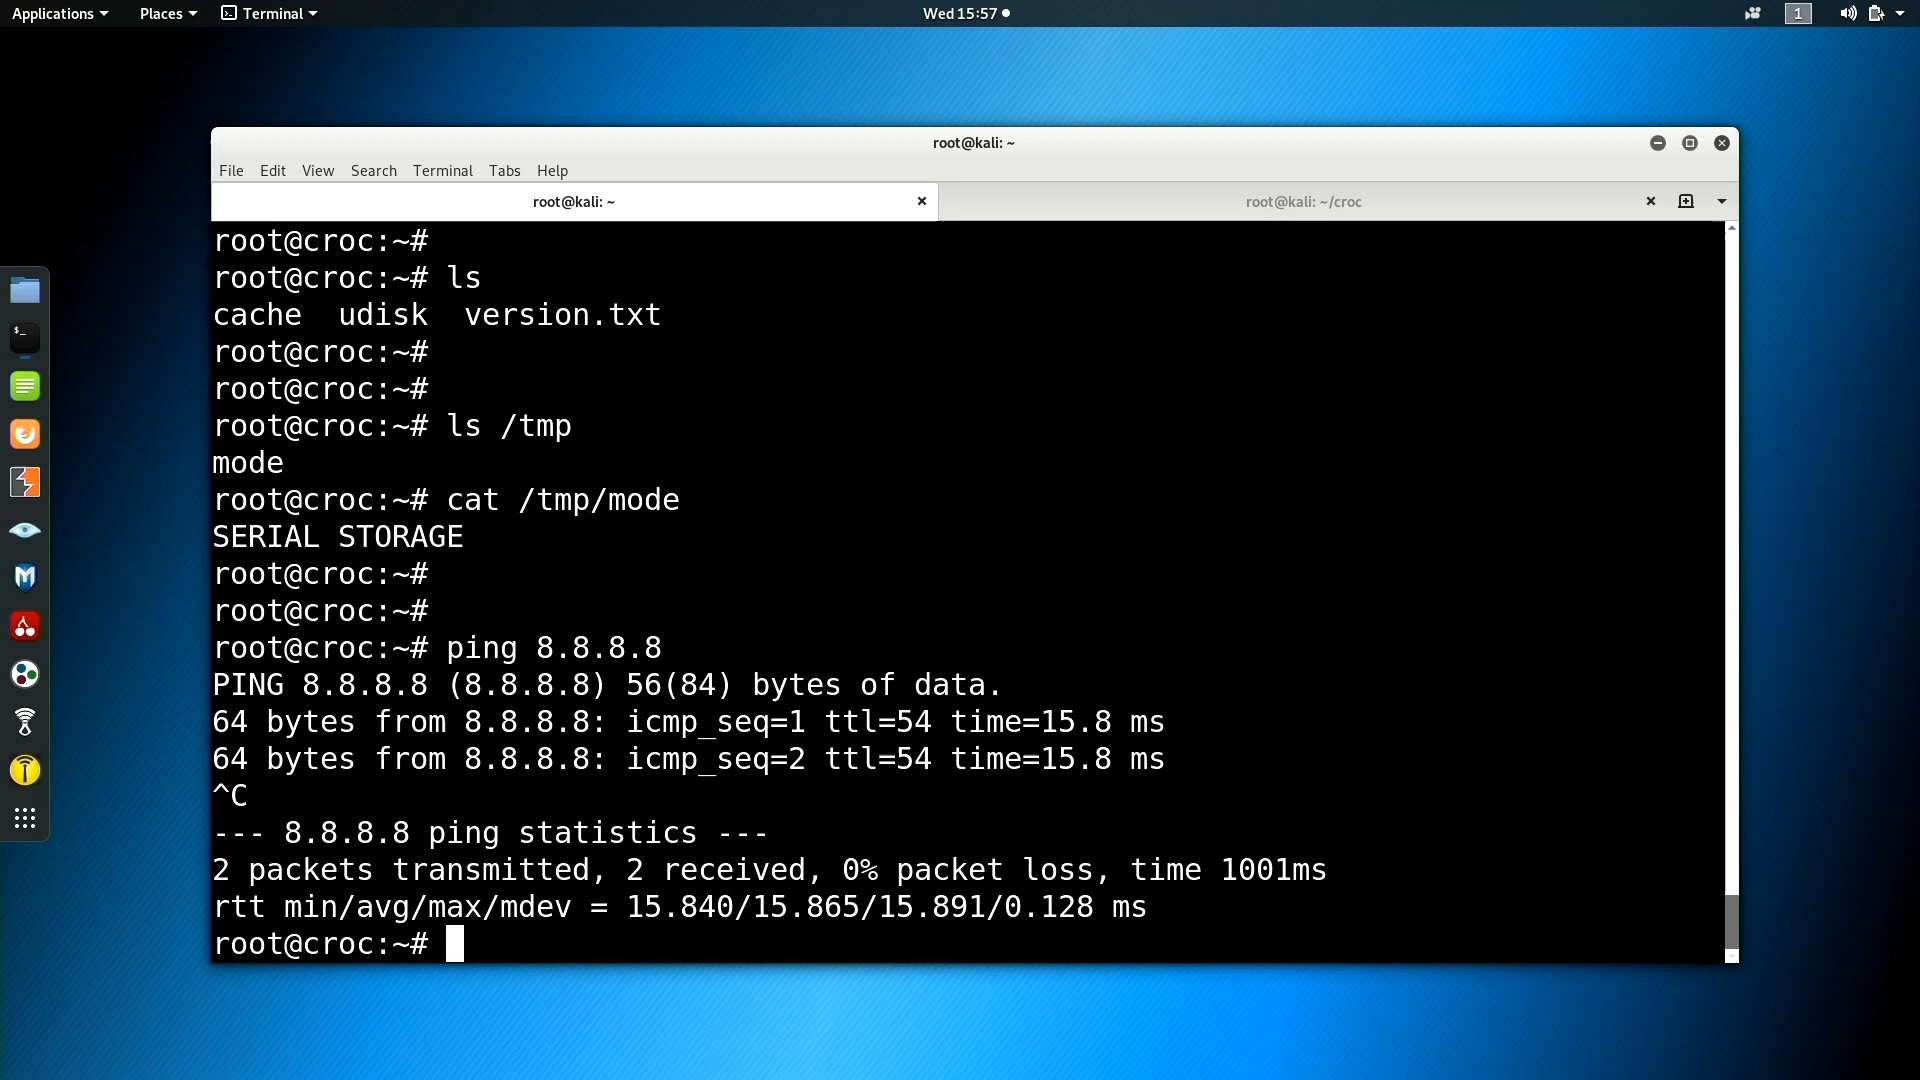 Applications Places Terminal Wed 15:57 1
root@kali: ~
File Edit View Search Terminal Tabs Help
root@kali: ~ root@kali: ~/croc
root@croc:~#
root@croc:~# ls
cache udisk version.txt
root@croc:~#
root@croc:~#
root@croc:~# ls /tmp
mode
root@croc:~# cat /tmp/mode
SERIAL STORAGE
root@croc:~#
root@croc:~#
root@croc:~# ping 8.8.8.8
PING 8.8.8.8 (8.8.8.8) 56(84) bytes of data.
64 bytes from 8.8.8.8: icmp_seq=1 ttl=54 time=15.8 ms
64 bytes from 8.8.8.8: icmp_seq=2 ttl=54 time=15.8 ms
^C
--- 8.8.8.8 ping statistics ---
2 packets transmitted, 2 received, 0% packet loss, time 1001ms
rtt min/avg/max/mdev = 15.840/15.865/15.891/0.128 ms
root@croc:~#